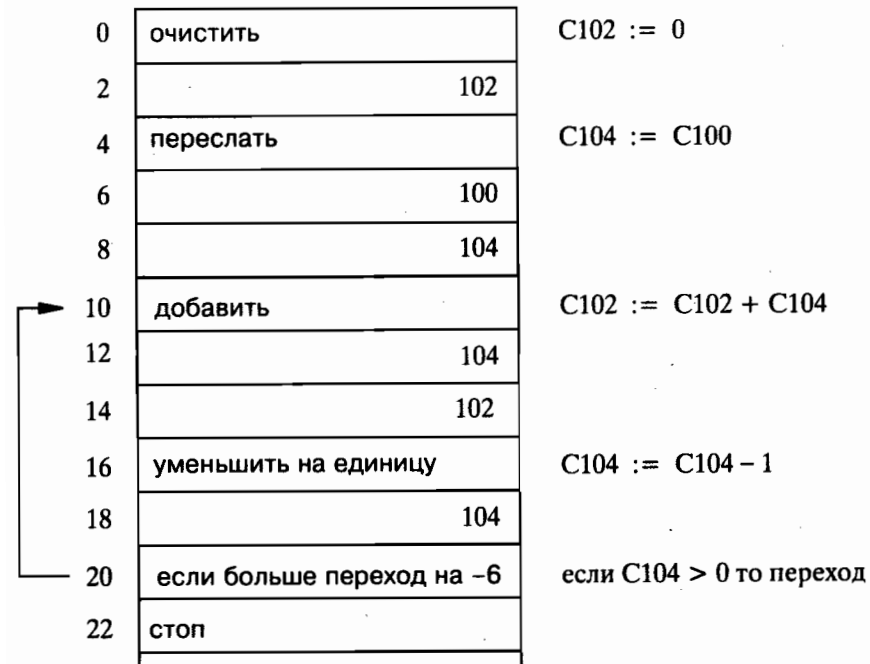 0 очистить C102 := 0
2 102
4 переслать C104 := C100
6 100
8 104
10 добавить C102 := C102 + C104
12 104
14 102
16 уменьшить на единицу C104 := C104 – 1
18 104
20 если больше переход на –6 если C104 > 0 то переход
22 стоп